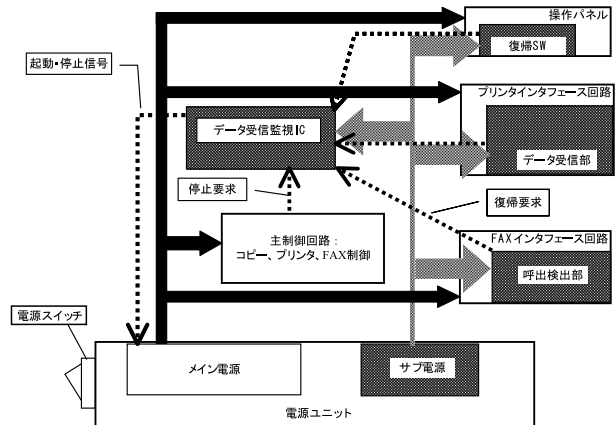 操作パネル
復帰SW
起動・停止信号
プリンタインタフェース回路
データ受信監視IC
データ受信部
停止要求
復帰要求
主制御回路：
コピー、プリンタ、FAX制御
FAXインタフェース回路
呼出検出部
電源スイッチ
メイン電源
サブ電源
電源ユニット